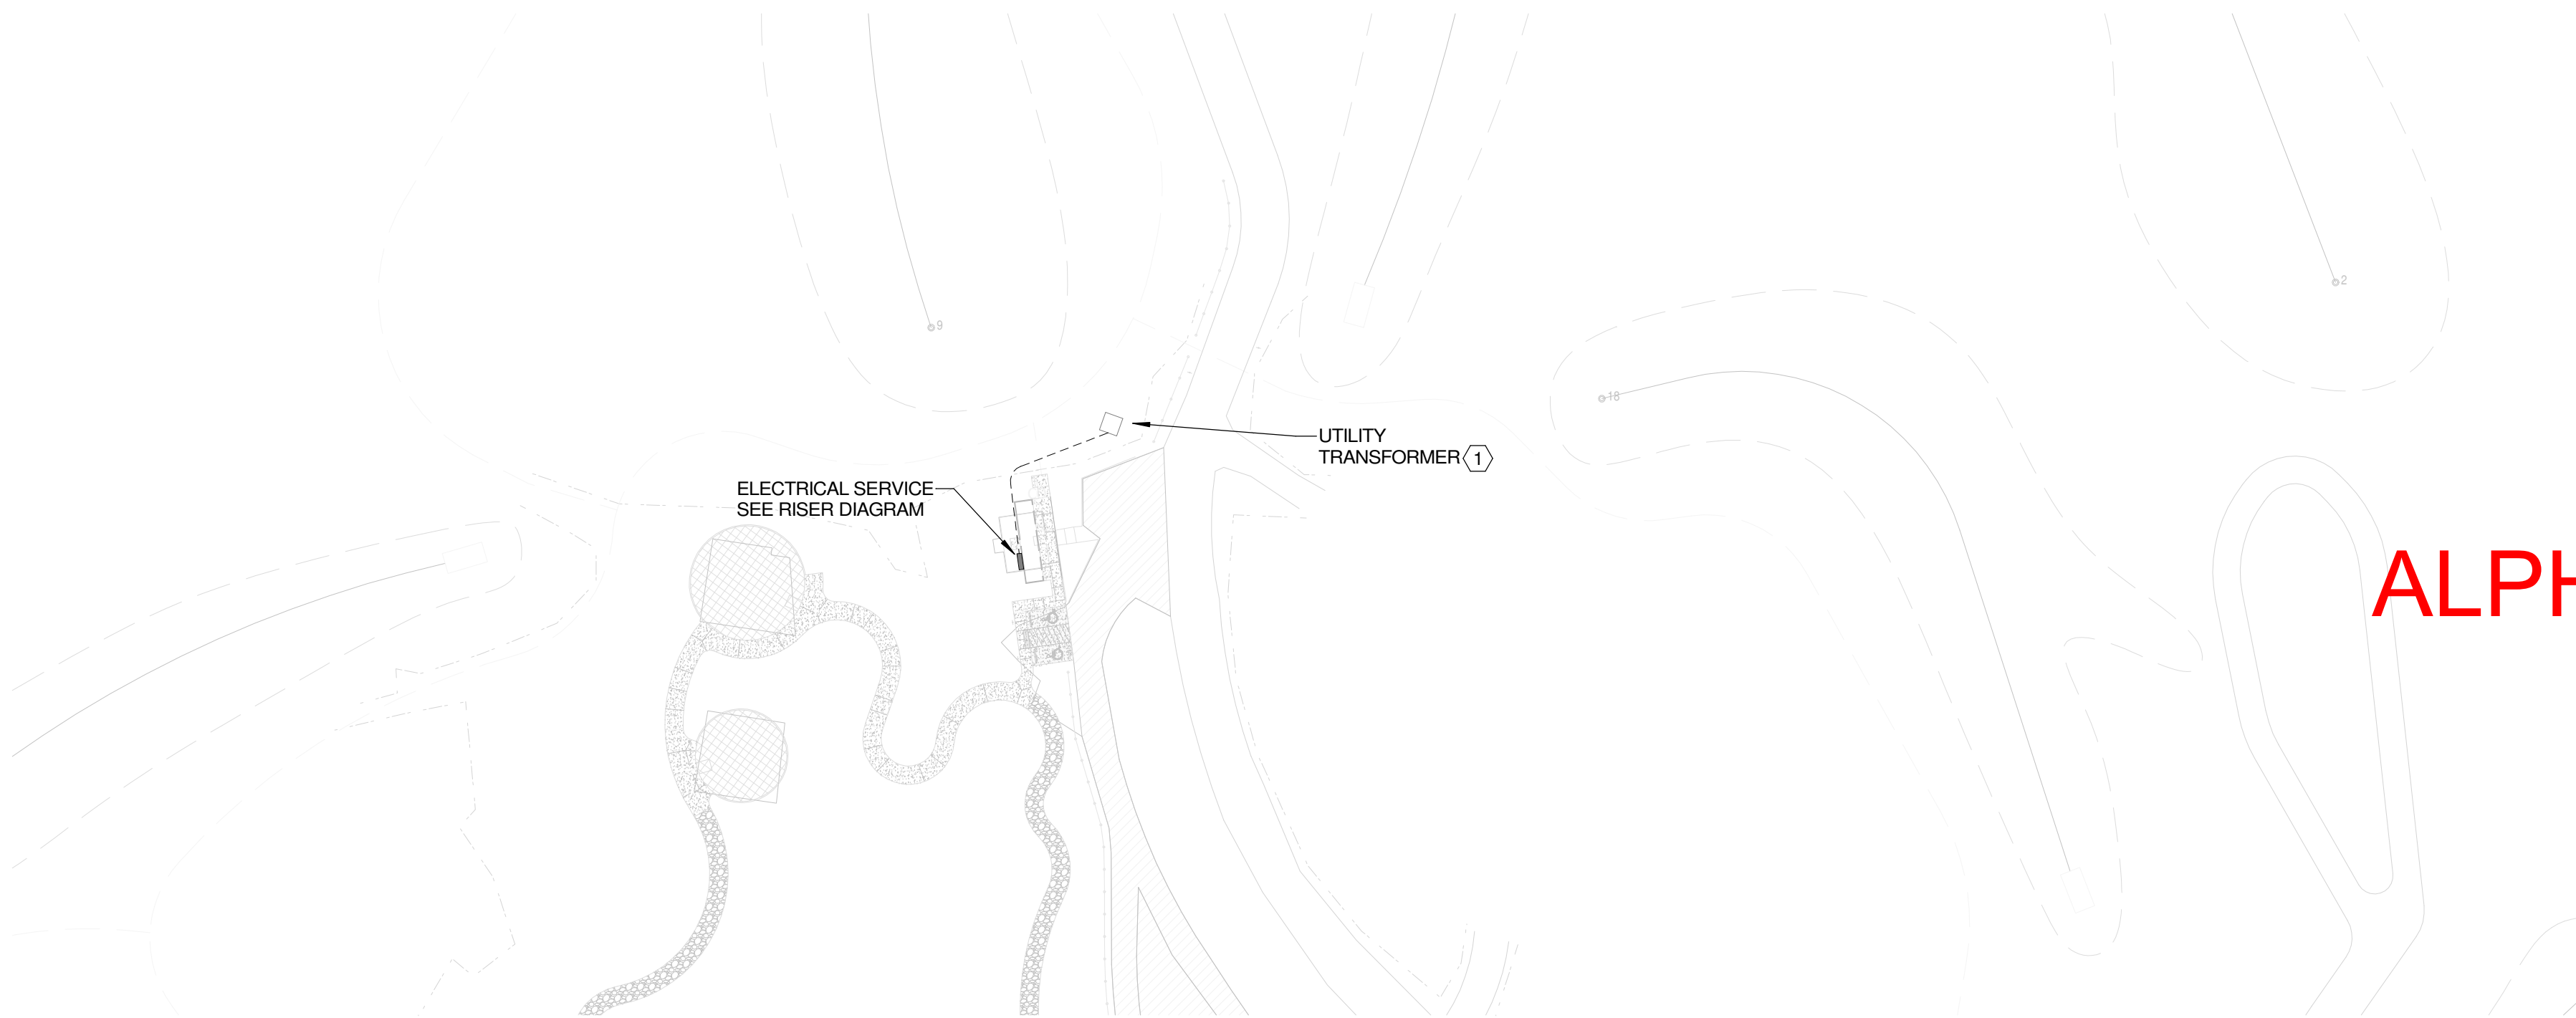 2
9
18
UTILITY
TRANSFORMER 1
ELECTRICAL SERVICE
SEE RISER DIAGRAM
ALPH